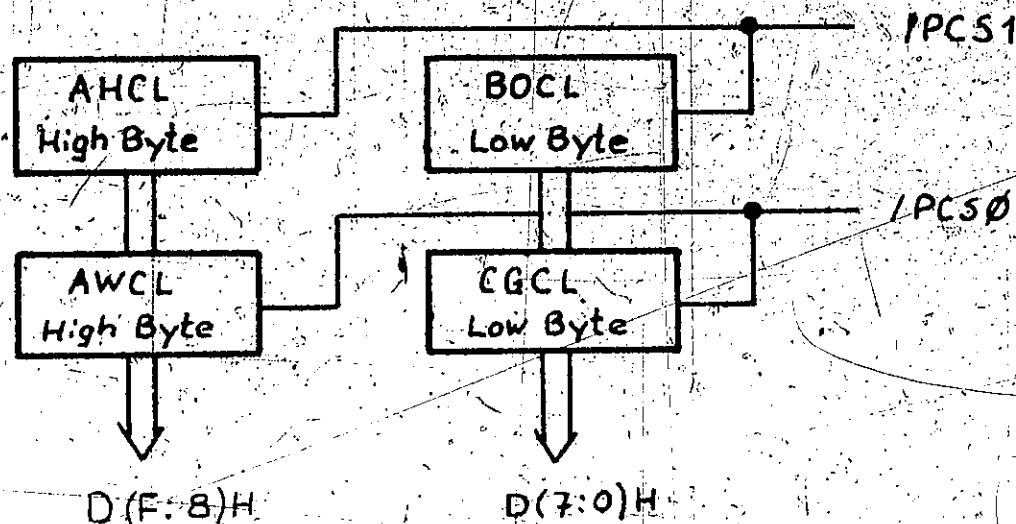 /PCS1
AHCL
High Byte
BOCL
Low Byte
/PCSØ
AWCL
High Byte
CGCL
Low Byte
D(F:8)H
D(7:0)H